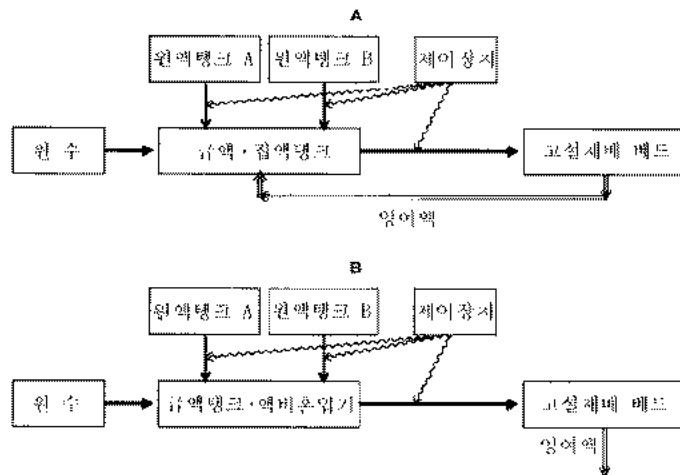 A
원액탱크 A
원액탱크 B
제어장치
원 수
급액·집액탱크
고설재배 베드
잉여액
B
원액탱크 A
원액탱크 B
제어장치
원 수
급액탱크·액비혼입기
고설재배 베드
잉여액